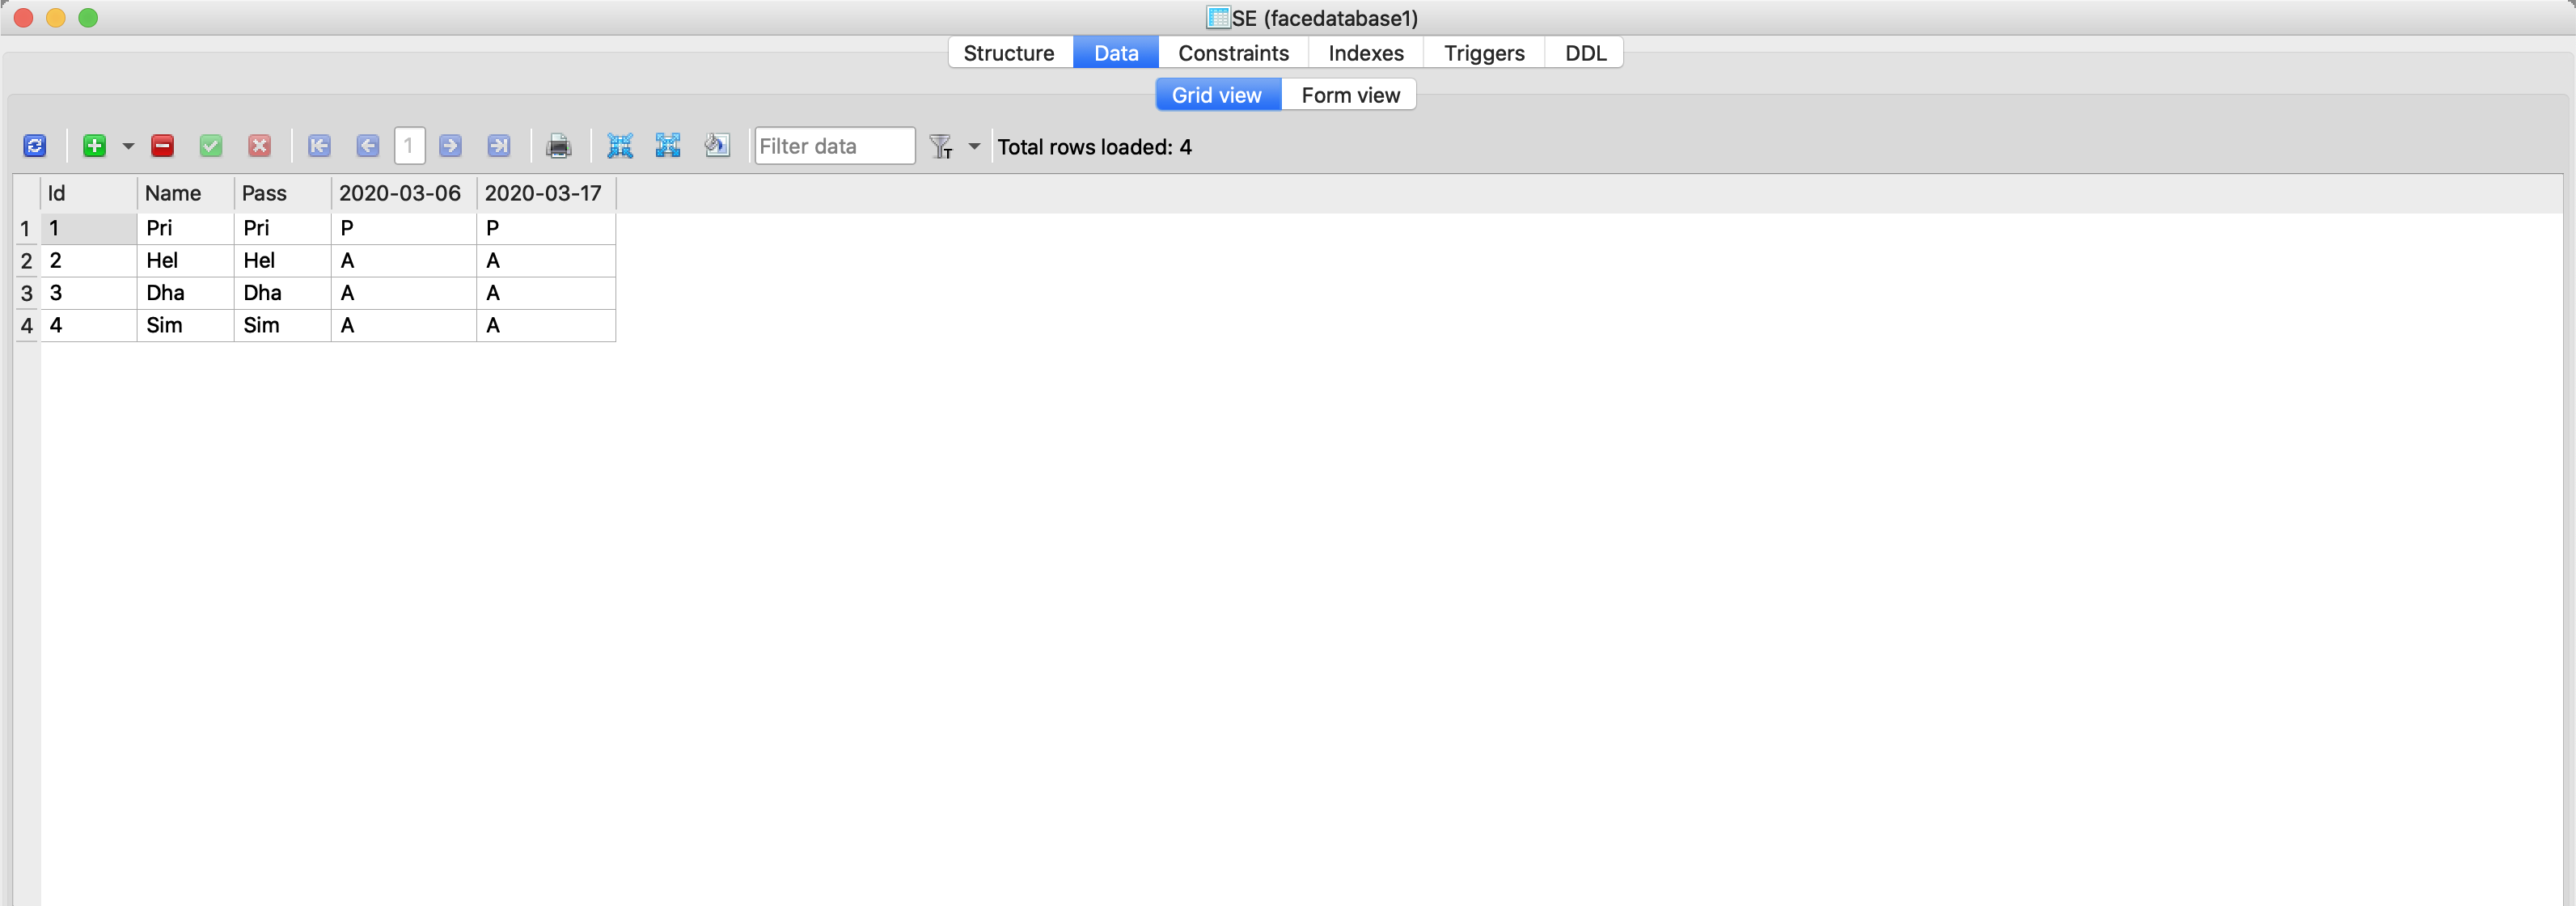 SE (facedatabase1)
Structure Data Constraints Indexes Triggers DDL
Grid view Form view
1 Filter data T Total rows loaded: 4
Id Name Pass 2020-03-06 2020-03-17
1 1 Pri Pri P P
2 2 Hel Hel A A
3 3 Dha Dha A A
4 4 Sim Sim A A